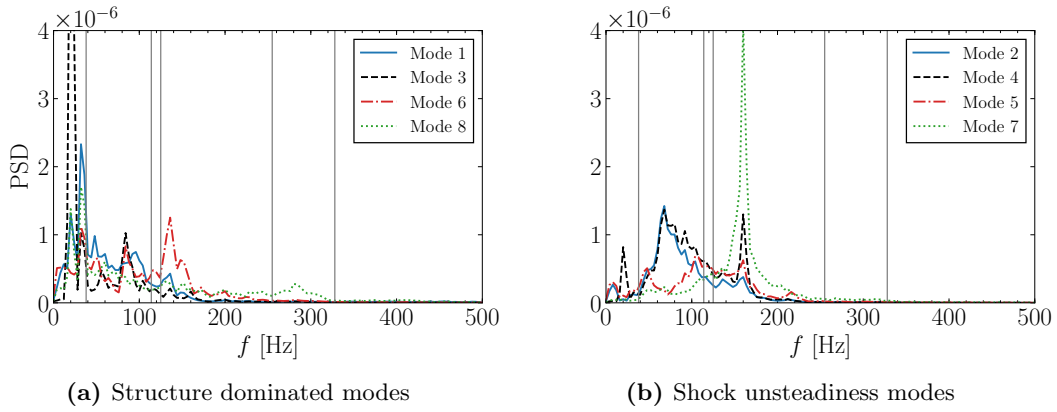 ×10⁻⁶
4
3
2
1
0
PSD
0 100 200 300 400 500
f [Hz]
Mode 1
Mode 3
Mode 6
Mode 8
(a) Structure dominated modes
×10⁻⁶
4
3
2
1
0
0 100 200 300 400 500
f [Hz]
Mode 2
Mode 4
Mode 5
Mode 7
(b) Shock unsteadiness modes